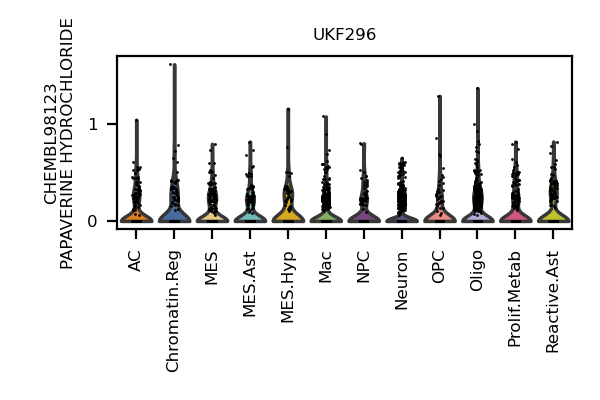 UKF296
CHEMBL98123
PAPAVERINE HYDROCHLORIDE
1
0
AC
Chromatin.Reg
MES
MES.Ast
MES.Hyp
Mac
NPC
Neuron
OPC
Oligo
Prolif.Metab
Reactive.Ast